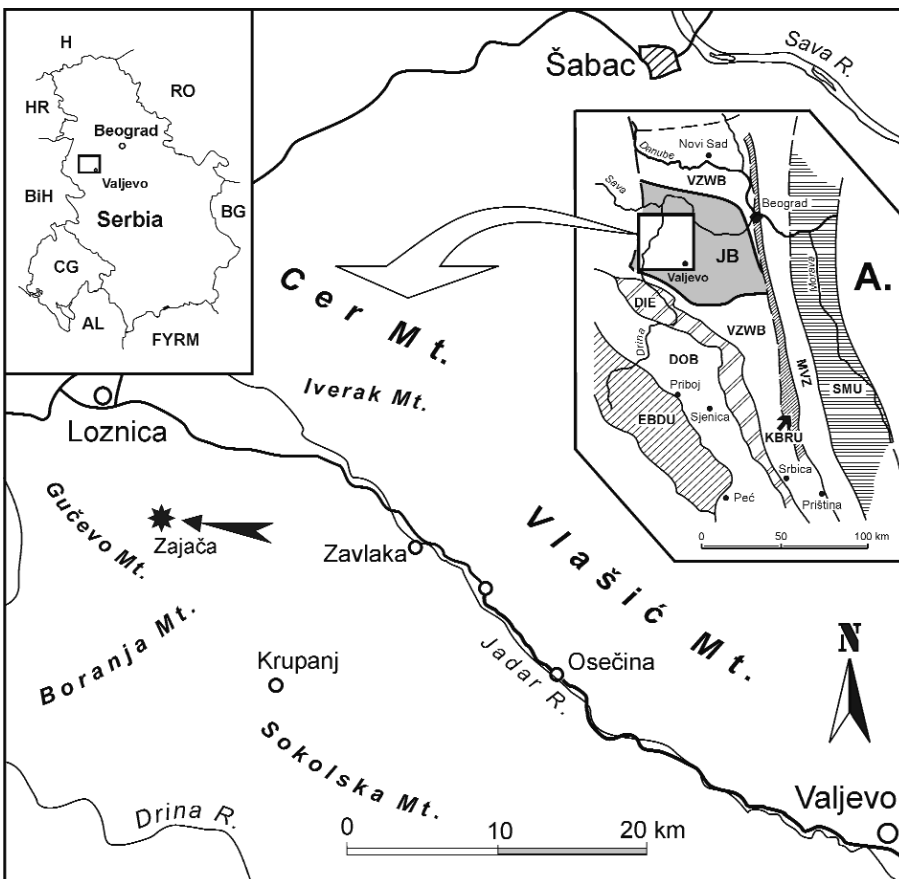 H
RO
HR
Beograd
Valjevo
BiH
Serbia
BG
CG
AL
FYRM
Šabac
Sava R.
Novi Sad
Danube
VZWB
Sava
Beograd
JB
Valjevo
Morava
A.
DIE
VZWB
Drina
DOB
MVZ
Priboj
SMU
Sjenica
EBDU
KBRU
Srbica
Peć
Priština
0 50 100 km
Cer Mt.
Iverak Mt.
Loznica
Gučevo Mt.
Zajača
Zavlaka
Vlašić Mt.
Boranja Mt.
Krupanj
Jadar R.
Osečina
N
Sokolska Mt.
Valjevo
Drina R.
0 10 20 km